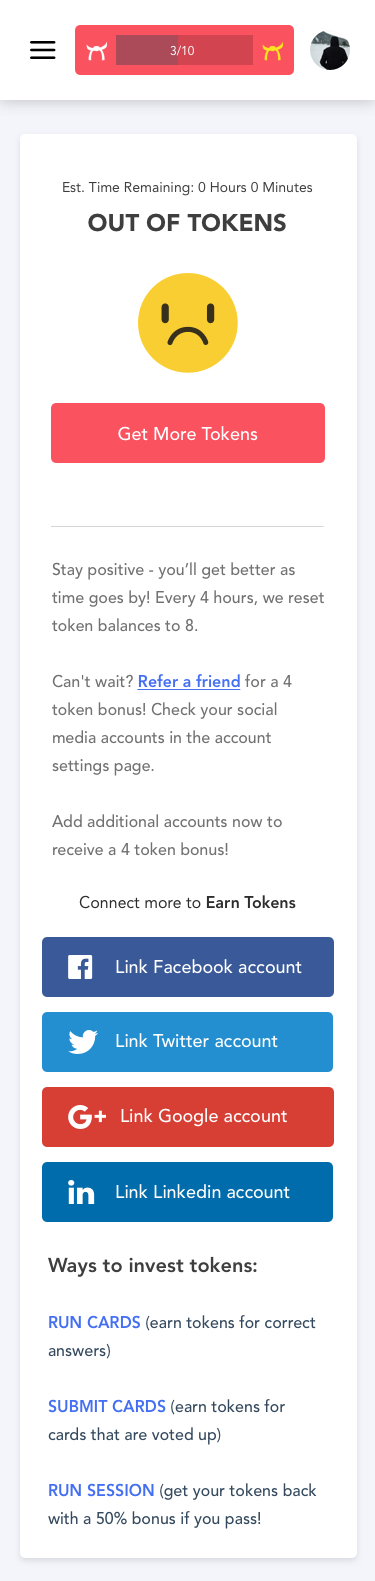 3/10
Est. Time Remaining: 0 Hours 0 Minutes
OUT OF TOKENS
Get More Tokens
Stay positive - you’ll get better as
time goes by! Every 4 hours, we reset
token balances to 8.
Can't wait? Refer a friend for a 4
token bonus! Check your social
media accounts in the account
settings page.
Add additional accounts now to
receive a 4 token bonus!
Connect more to Earn Tokens
Link Facebook account
Link Twitter account
G+ Link Google account
in Link Linkedin account
Ways to invest tokens:
RUN CARDS (earn tokens for correct
answers)
SUBMIT CARDS (earn tokens for
cards that are voted up)
RUN SESSION (get your tokens back
with a 50% bonus if you pass!